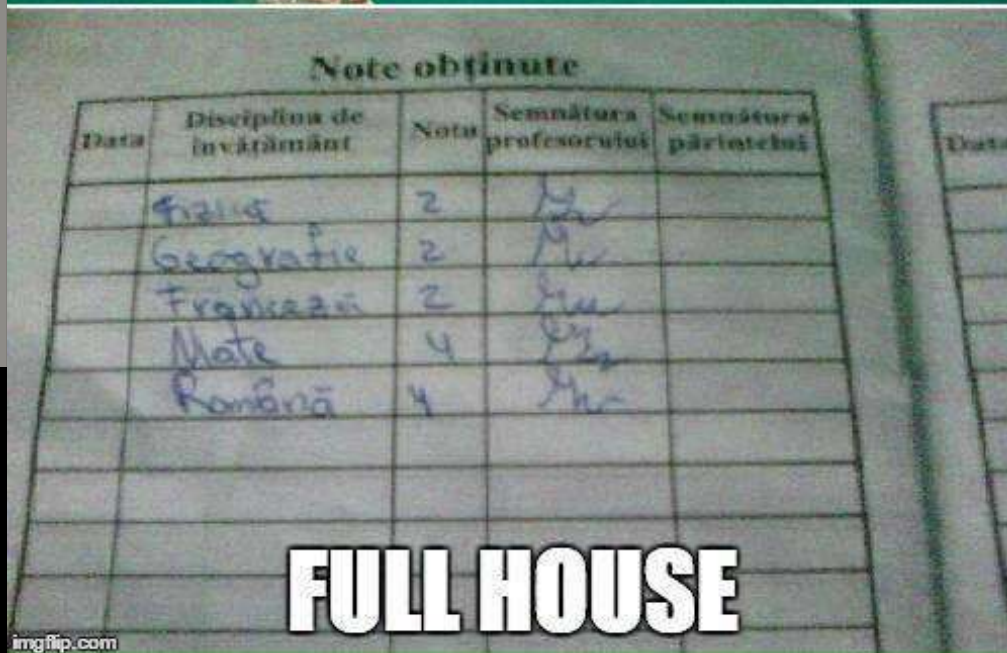 Note obținute
Data Disciplina de învățământ Nota Semnătura profesorului Semnătura părintelui
Data
Fizică 2
Geografie 2
Franceză 2
Mate 4
Română 4
FULL HOUSE
imgflip.com